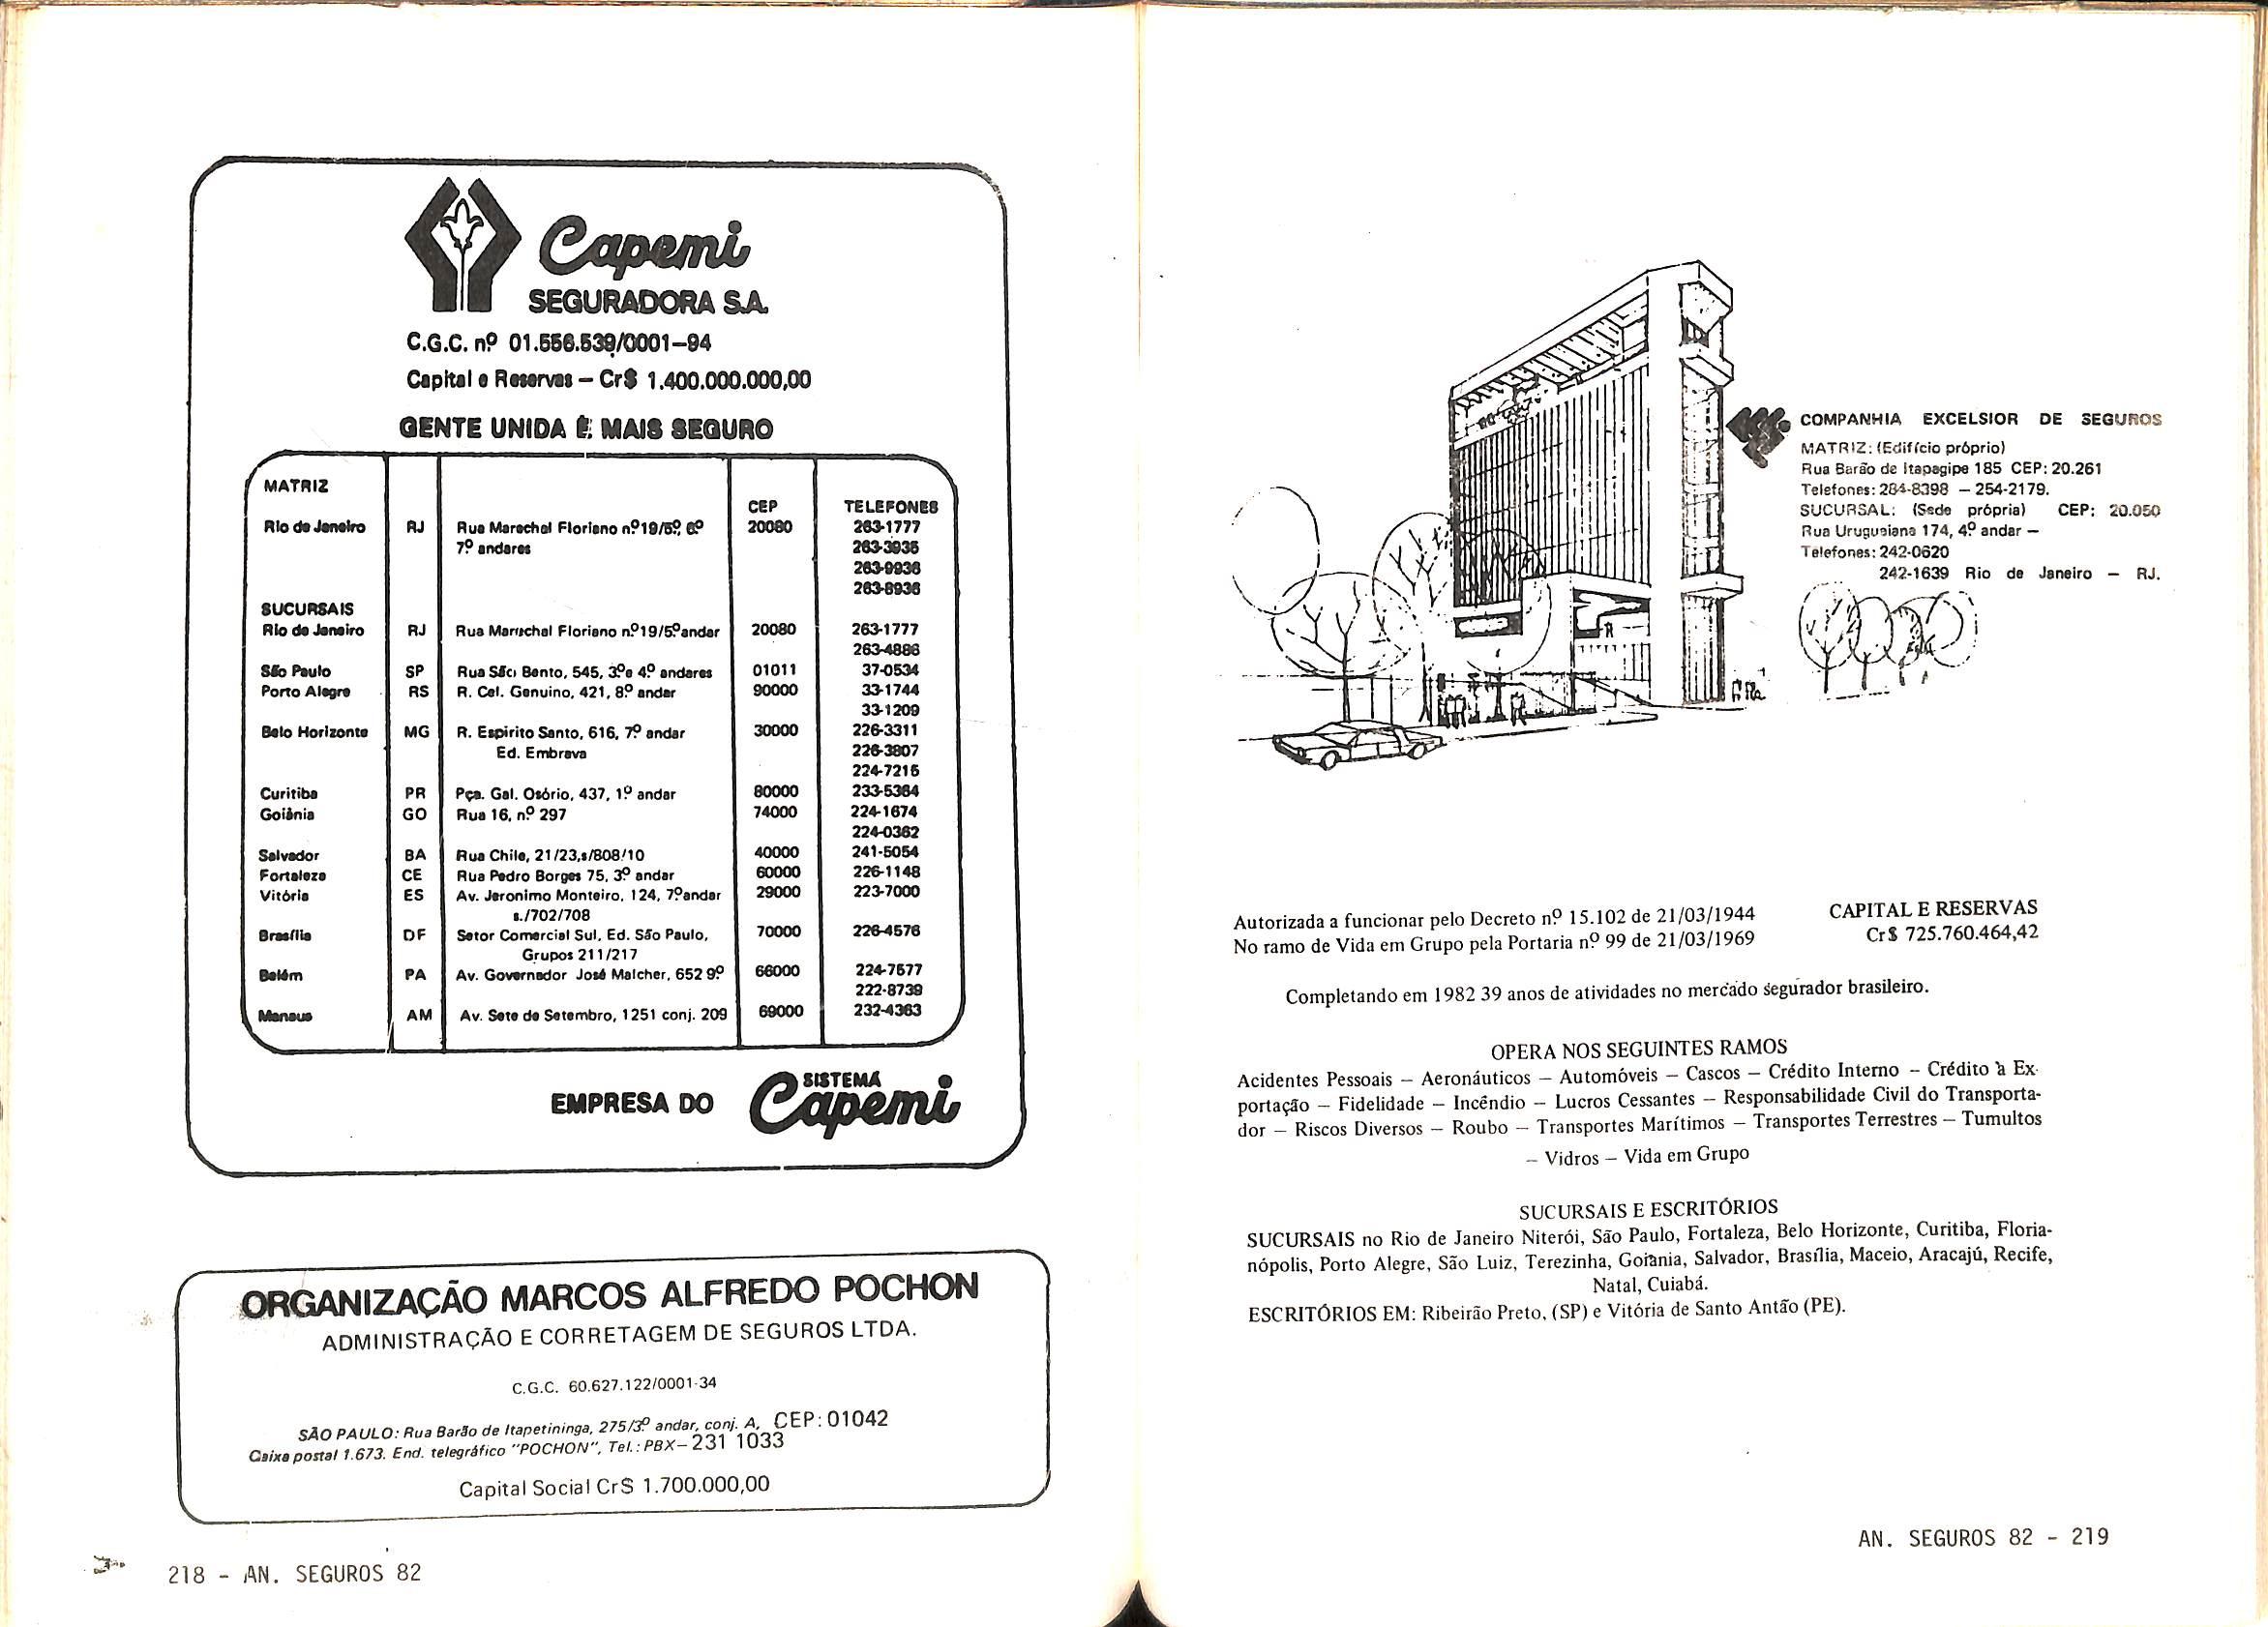 Capemi
SEGURADORA S.A.
C.G.C. nº 01.556.539/0001-94
Capital e Reservas - Cr$ 1.400.000.000,00
GENTE UNIDA É MAIS SEGURO
MATRIZ
CEP TELEFONES
Rio de Janeiro RJ Rua Marechal Floriano nº 19/5º, 6º 20080 263-1777
7º andares 263-3935
263-9936
263-8936
SUCURSAIS
Rio de Janeiro RJ Rua Marechal Floriano nº 19/5º andar 20080 263-1777
263-4886
São Paulo SP Rua São Bento, 545, 3º e 4º andares 01011 37-0534
Porto Alegre RS R. Cel. Genuino, 421, 8º andar 90000 33-1744
33-1209
Belo Horizonte MG R. Espirito Santo, 616, 7º andar 30000 226-3311
Ed. Embrava 226-3807
224-7215
Curitiba PR Pça. Gal. Osório, 437, 1º andar 80000 233-5364
Goiânia GO Rua 16, nº 297 74000 224-1674
224-0362
Salvador BA Rua Chile, 21/23,s/808/10 40000 241-5054
Fortaleza CE Rua Pedro Borges 75, 3º andar 60000 226-1148
Vitória ES Av. Jeronimo Monteiro, 124, 7º andar 29000 223-7000
s./702/708
Brasília DF Setor Comercial Sul, Ed. São Paulo, 70000 226-4576
Grupos 211/217
Belém PA Av. Governador José Malcher, 652 9º 66000 224-7577
222-8739
Manaus AM Av. Sete de Setembro, 1251 conj. 209 69000 232-4363
EMPRESA DO SISTEMA Capemi
ORGANIZAÇÃO MARCOS ALFREDO POCHON
ADMINISTRAÇÃO E CORRETAGEM DE SEGUROS LTDA.
C.G.C. 60.627.122/0001-34
SÃO PAULO: Rua Barão de Itapetininga, 275/3º andar, conj. A, CEP: 01042
Caixa postal 1.673. End. telegráfico "POCHON", Tel.: PBX- 231 1033
Capital Social Cr$ 1.700.000,00
218 - AN. SEGUROS 82
COMPANHIA EXCELSIOR DE SEGUROS
MATRIZ: (Edifício próprio)
Rua Barão de Itapagipe 185 CEP: 20.261
Telefones: 284-8398 - 254-2179.
SUCURSAL: (Sede própria) CEP: 20.050
Rua Uruguaiana 174, 4º andar -
Telefones: 242-0620
242-1639 Rio de Janeiro - RJ.
Autorizada a funcionar pelo Decreto nº 15.102 de 21/03/1944
No ramo de Vida em Grupo pela Portaria nº 99 de 21/03/1969
CAPITAL E RESERVAS
Cr$ 725.760.464,42
Completando em 1982 39 anos de atividades no mercado segurador brasileiro.
OPERA NOS SEGUINTES RAMOS
Acidentes Pessoais - Aeronáuticos - Automóveis - Cascos - Crédito Interno - Crédito à Ex-
portação - Fidelidade - Incêndio - Lucros Cessantes - Responsabilidade Civil do Transporta-
dor - Riscos Diversos - Roubo - Transportes Marítimos - Transportes Terrestres - Tumultos
- Vidros - Vida em Grupo
SUCURSAIS E ESCRITÓRIOS
SUCURSAIS no Rio de Janeiro Niterói, São Paulo, Fortaleza, Belo Horizonte, Curitiba, Floria-
nópolis, Porto Alegre, São Luiz, Terezinha, Goiânia, Salvador, Brasília, Maceio, Aracajú, Recife,
Natal, Cuiabá.
ESCRITÓRIOS EM: Ribeirão Preto, (SP) e Vitória de Santo Antão (PE).
AN. SEGUROS 82 - 219